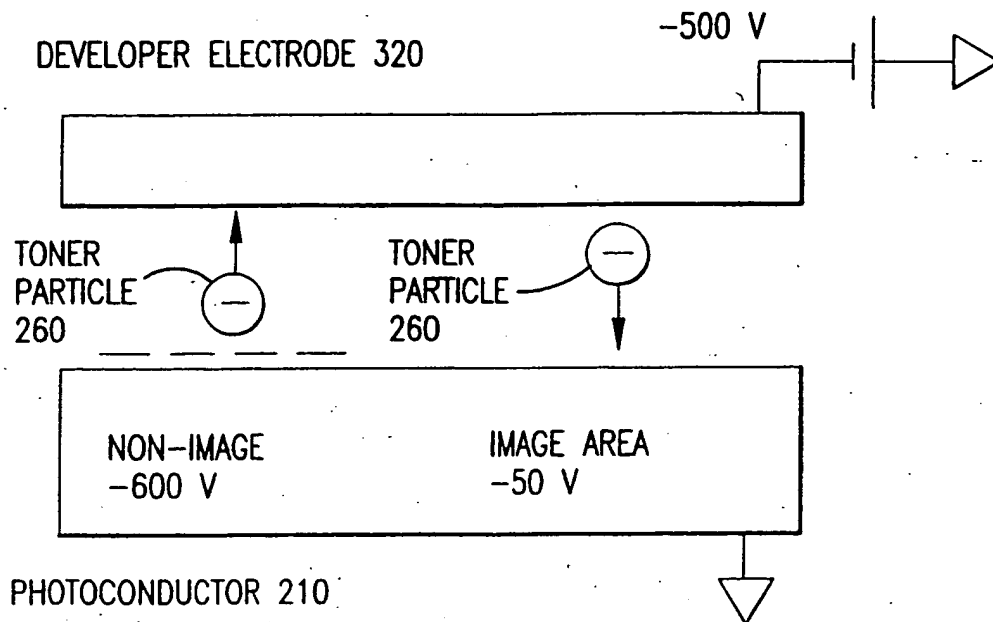 DEVELOPER ELECTRODE 320
-500 V
TONER
PARTICLE
260
TONER
PARTICLE
260
NON-IMAGE
-600 V
IMAGE AREA
-50 V
PHOTOCONDUCTOR 210